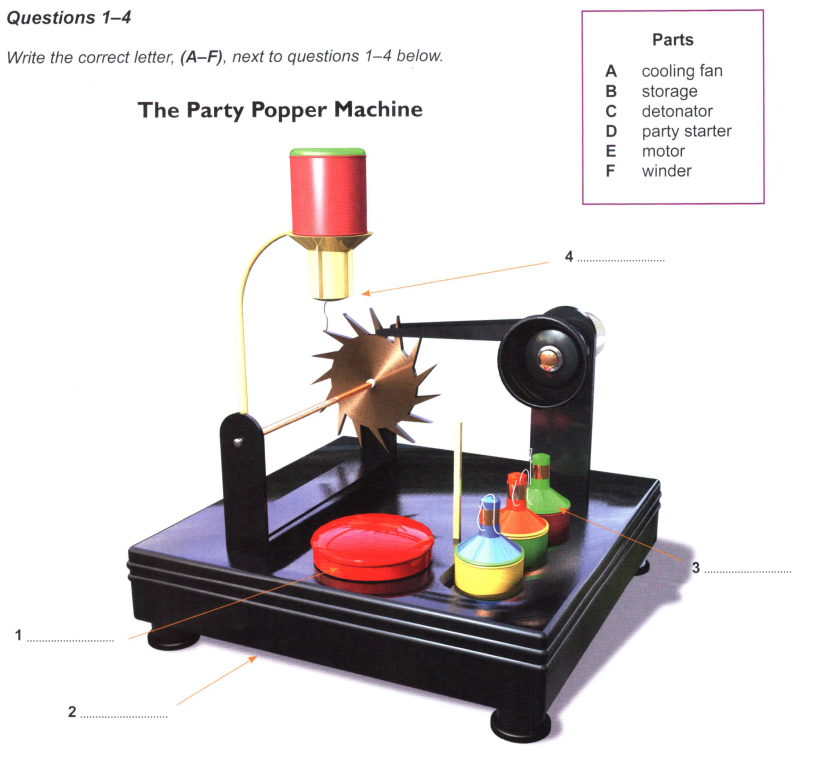 Questions 1–4
Write the correct letter, (A–F), next to questions 1–4 below.
The Party Popper Machine
Parts
A cooling fan
B storage
C detonator
D party starter
E motor
F winder
4 ........................
3 ........................
1 ........................
2 ........................